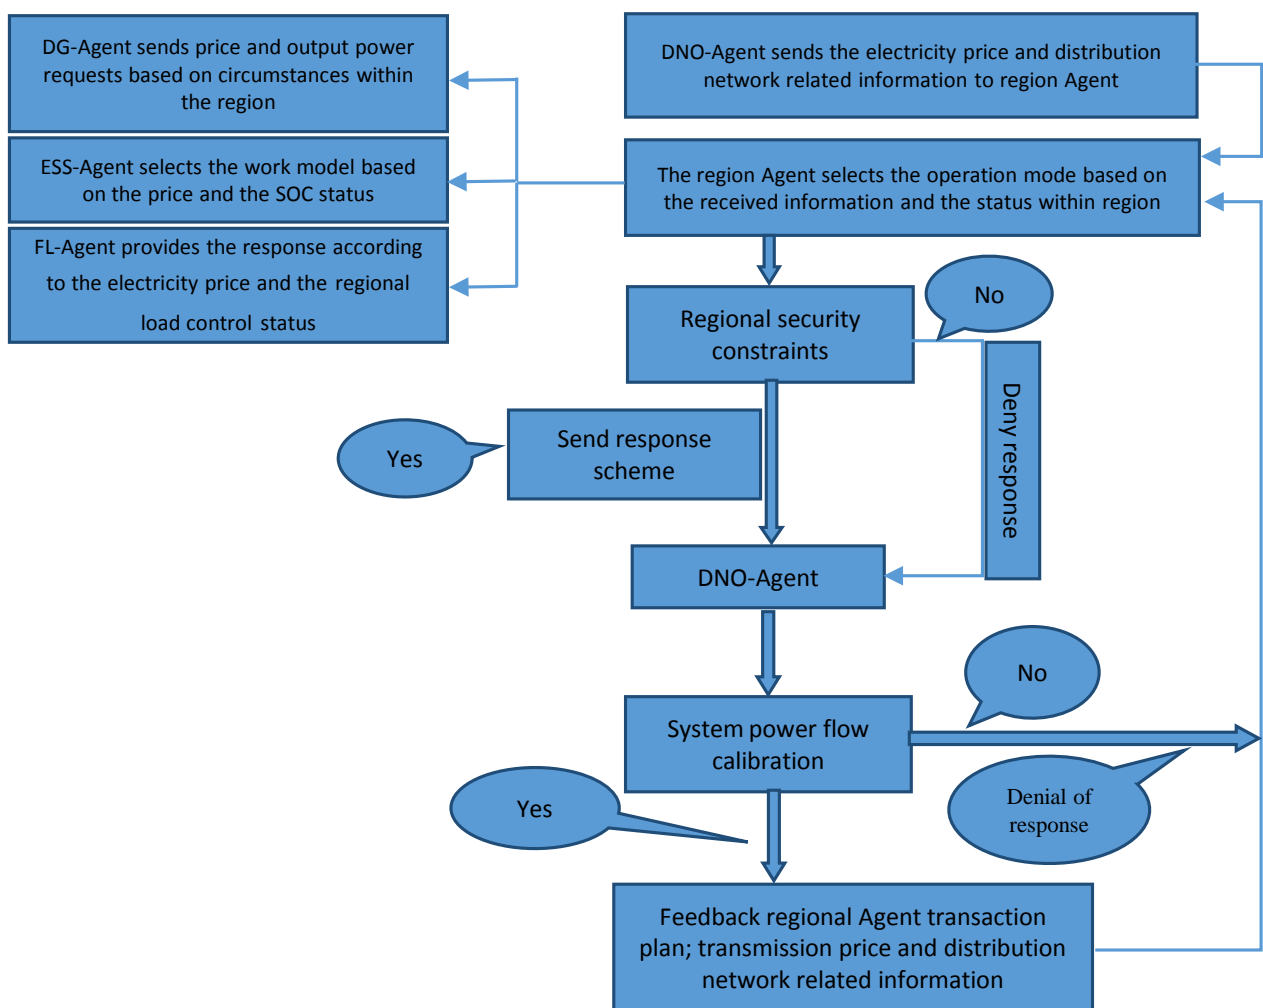 DG-Agent sends price and output power
requests based on circumstances within
the region
DNO-Agent sends the electricity price and distribution
network related information to region Agent
ESS-Agent selects the work model based
on the price and the SOC status
The region Agent selects the operation mode based on
the received information and the status within region
FL-Agent provides the response according
to the electricity price and the regional
load control status
No
Regional security
constraints
Deny response
Yes
Send response
scheme
DNO-Agent
No
System power flow
calibration
Yes
Denial of
response
Feedback regional Agent transaction
plan; transmission price and distribution
network related information